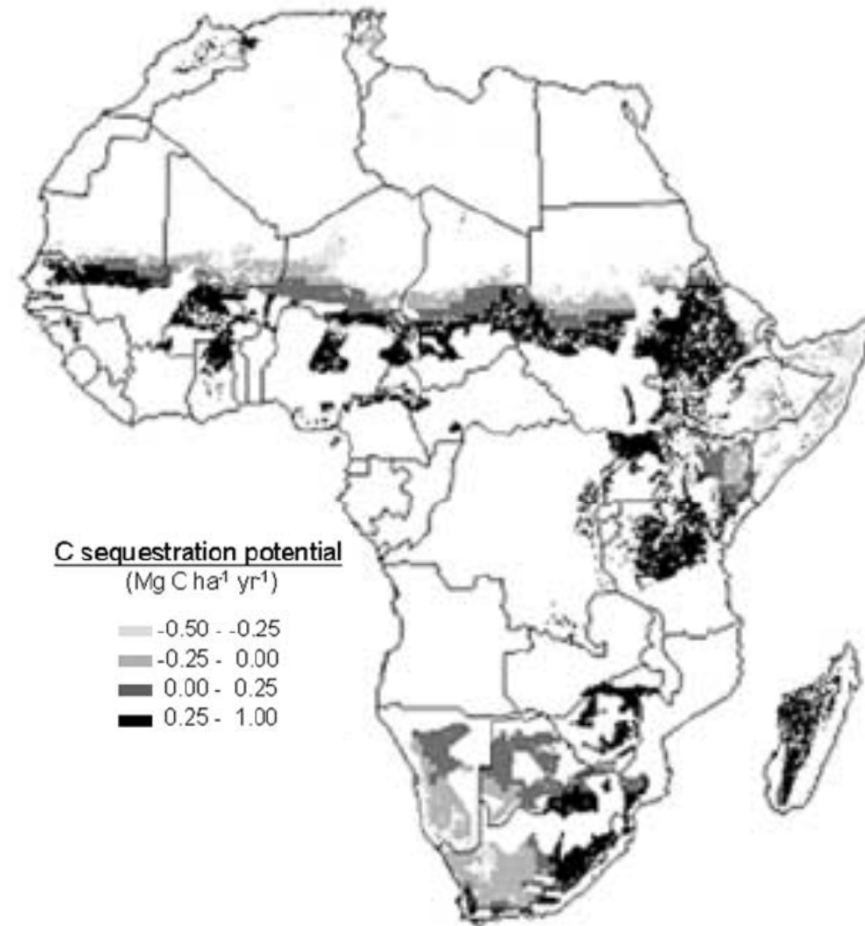 C sequestration potential
(Mg C ha⁻¹ yr⁻¹)
-0.50 - -0.25
-0.25 - 0.00
0.00 - 0.25
0.25 - 1.00